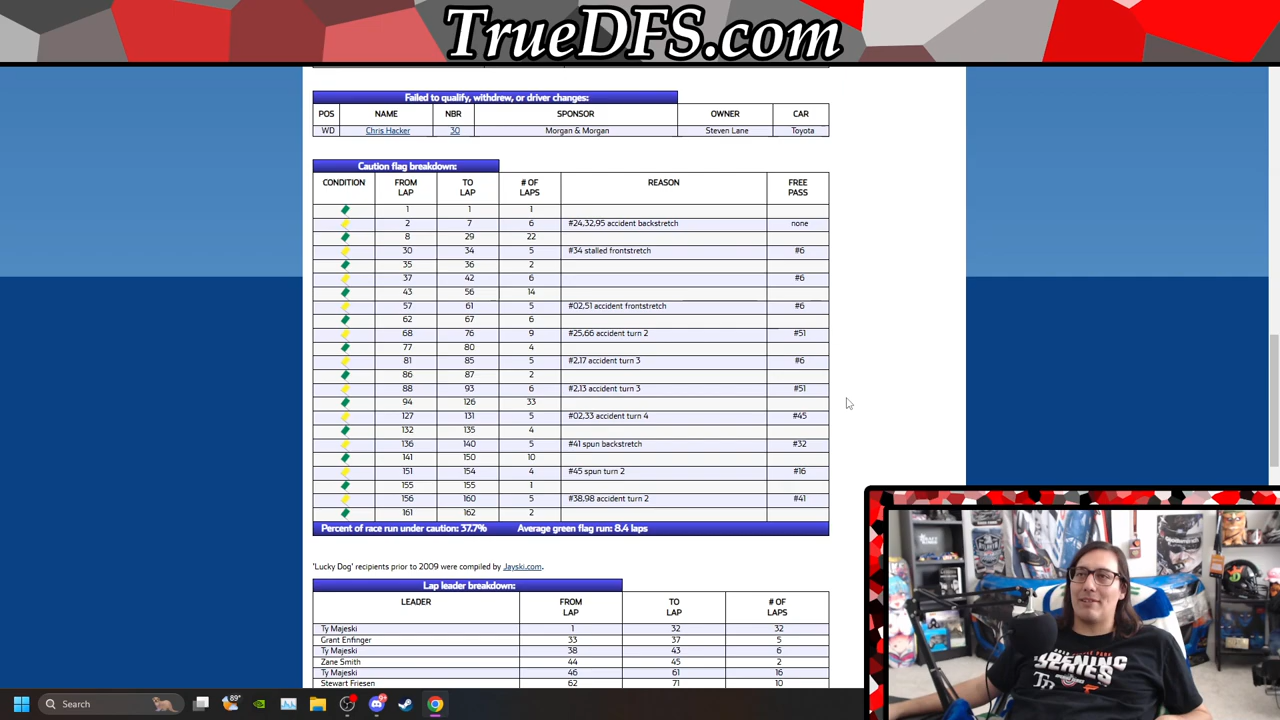 TrueDFS.com
Failed to qualify, withdrew, or driver changes:
POS NAME NBR SPONSOR OWNER CAR
WD Chris Hacker 30 Morgan & Morgan Steven Lane Toyota
Caution flag breakdown:
CONDITION FROM LAP TO LAP # OF LAPS REASON FREE PASS
1 1 1
2 7 6 #24,32,95 accident backstretch none
8 29 22
30 34 5 #34 stalled frontstretch #6
35 36 2
37 42 6 #6
43 56 14
57 61 5 #02,51 accident frontstretch #6
62 67 6
68 76 9 #25,66 accident turn 2 #51
77 80 4
81 85 5 #2,17 accident turn 3 #6
86 87 2
88 93 6 #2,13 accident turn 3 #51
94 126 33
127 131 5 #02,33 accident turn 4 #45
132 135 4
136 140 5 #41 spun backstretch #32
141 150 10
151 154 4 #45 spun turn 2 #16
155 155 1
156 160 5 #38,98 accident turn 2 #41
161 162 2
Percent of race run under caution: 37.7% Average green flag run: 8.4 laps
'Lucky Dog' recipients prior to 2009 were compiled by Jayski.com.
Lap leader breakdown:
LEADER FROM LAP TO LAP # OF LAPS
Ty Majeski 1 32 32
Grant Enfinger 33 37 5
Ty Majeski 38 43 6
Zane Smith 44 45 2
Ty Majeski 46 61 16
Stewart Friesen 62 71 10
OPENING
SERIES
Search
89°